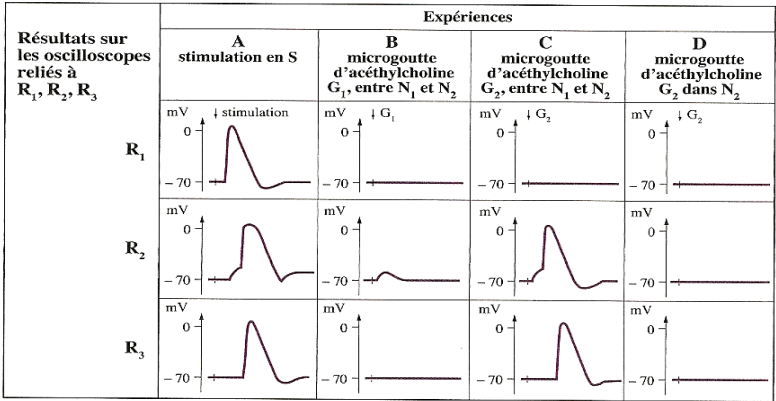 Expériences
Résultats sur
les oscilloscopes
reliés à
R₁, R₂, R₃
A
stimulation en S
B
microgoutte
d'acéthylcholine
G₁, entre N₁ et N₂
C
microgoutte
d'acéthylcholine
G₂, entre N₁ et N₂
D
microgoutte
d'acéthylcholine
G₂ dans N₂
R₁
mV ↓ stimulation
0
– 70
mV ↓ G₁
0
– 70
mV ↓ G₂
0
– 70
mV ↓ G₂
0
– 70
R₂
mV
0
– 70
mV
0
– 70
mV
0
– 70
mV
0
– 70
R₃
mV
0
– 70
mV
0
– 70
mV
0
– 70
mV
0
– 70